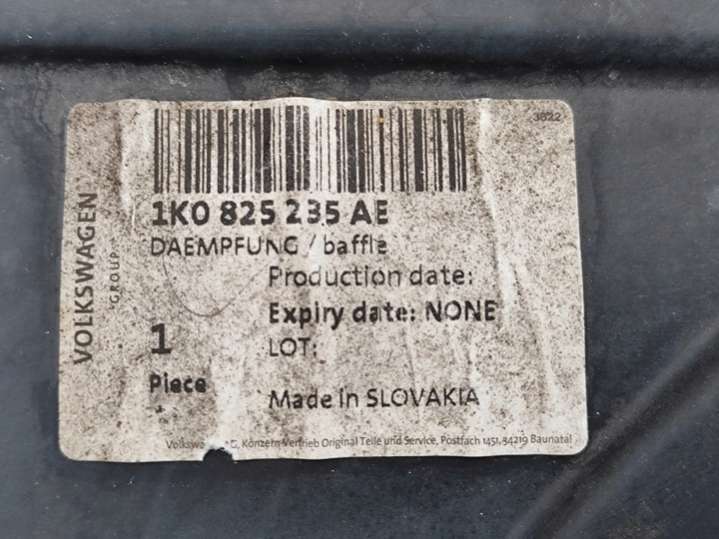 3622
1K0 825 235 AE
DAEMPFUNG / baffle
Production date:
Expiry date: NONE
1
LOT:
Piece
Made in SLOVAKIA
VOLKSWAGEN
GROUP
Konzern Vertrieb Original Teile und Service, Postfach 1451, 34219 Baunatal